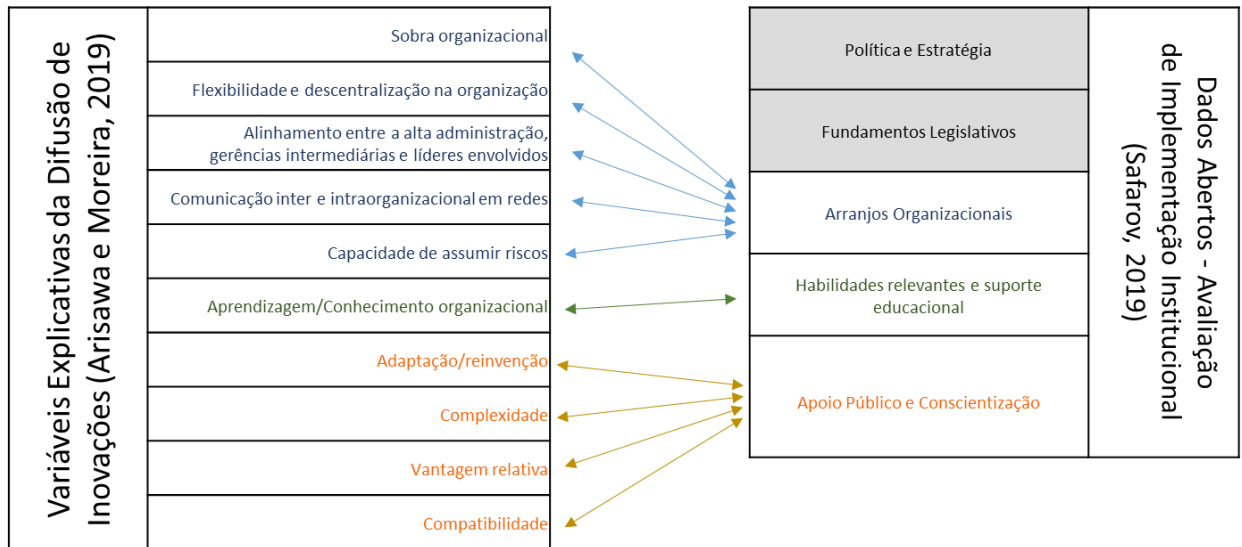 Variáveis Explicativas da Difusão de
Inovações (Arisawa e Moreira, 2019)
Sobra organizacional
Flexibilidade e descentralização na organização
Alinhamento entre a alta administração,
gerências intermediárias e líderes envolvidos
Comunicação inter e intraorganizacional em redes
Capacidade de assumir riscos
Aprendizagem/Conhecimento organizacional
Adaptação/reinvenção
Complexidade
Vantagem relativa
Compatibilidade
Política e Estratégia
Fundamentos Legislativos
Arranjos Organizacionais
Habilidades relevantes e suporte
educacional
Apoio Público e Conscientização
Dados Abertos - Avaliação
de Implementação Institucional
(Safarov, 2019)